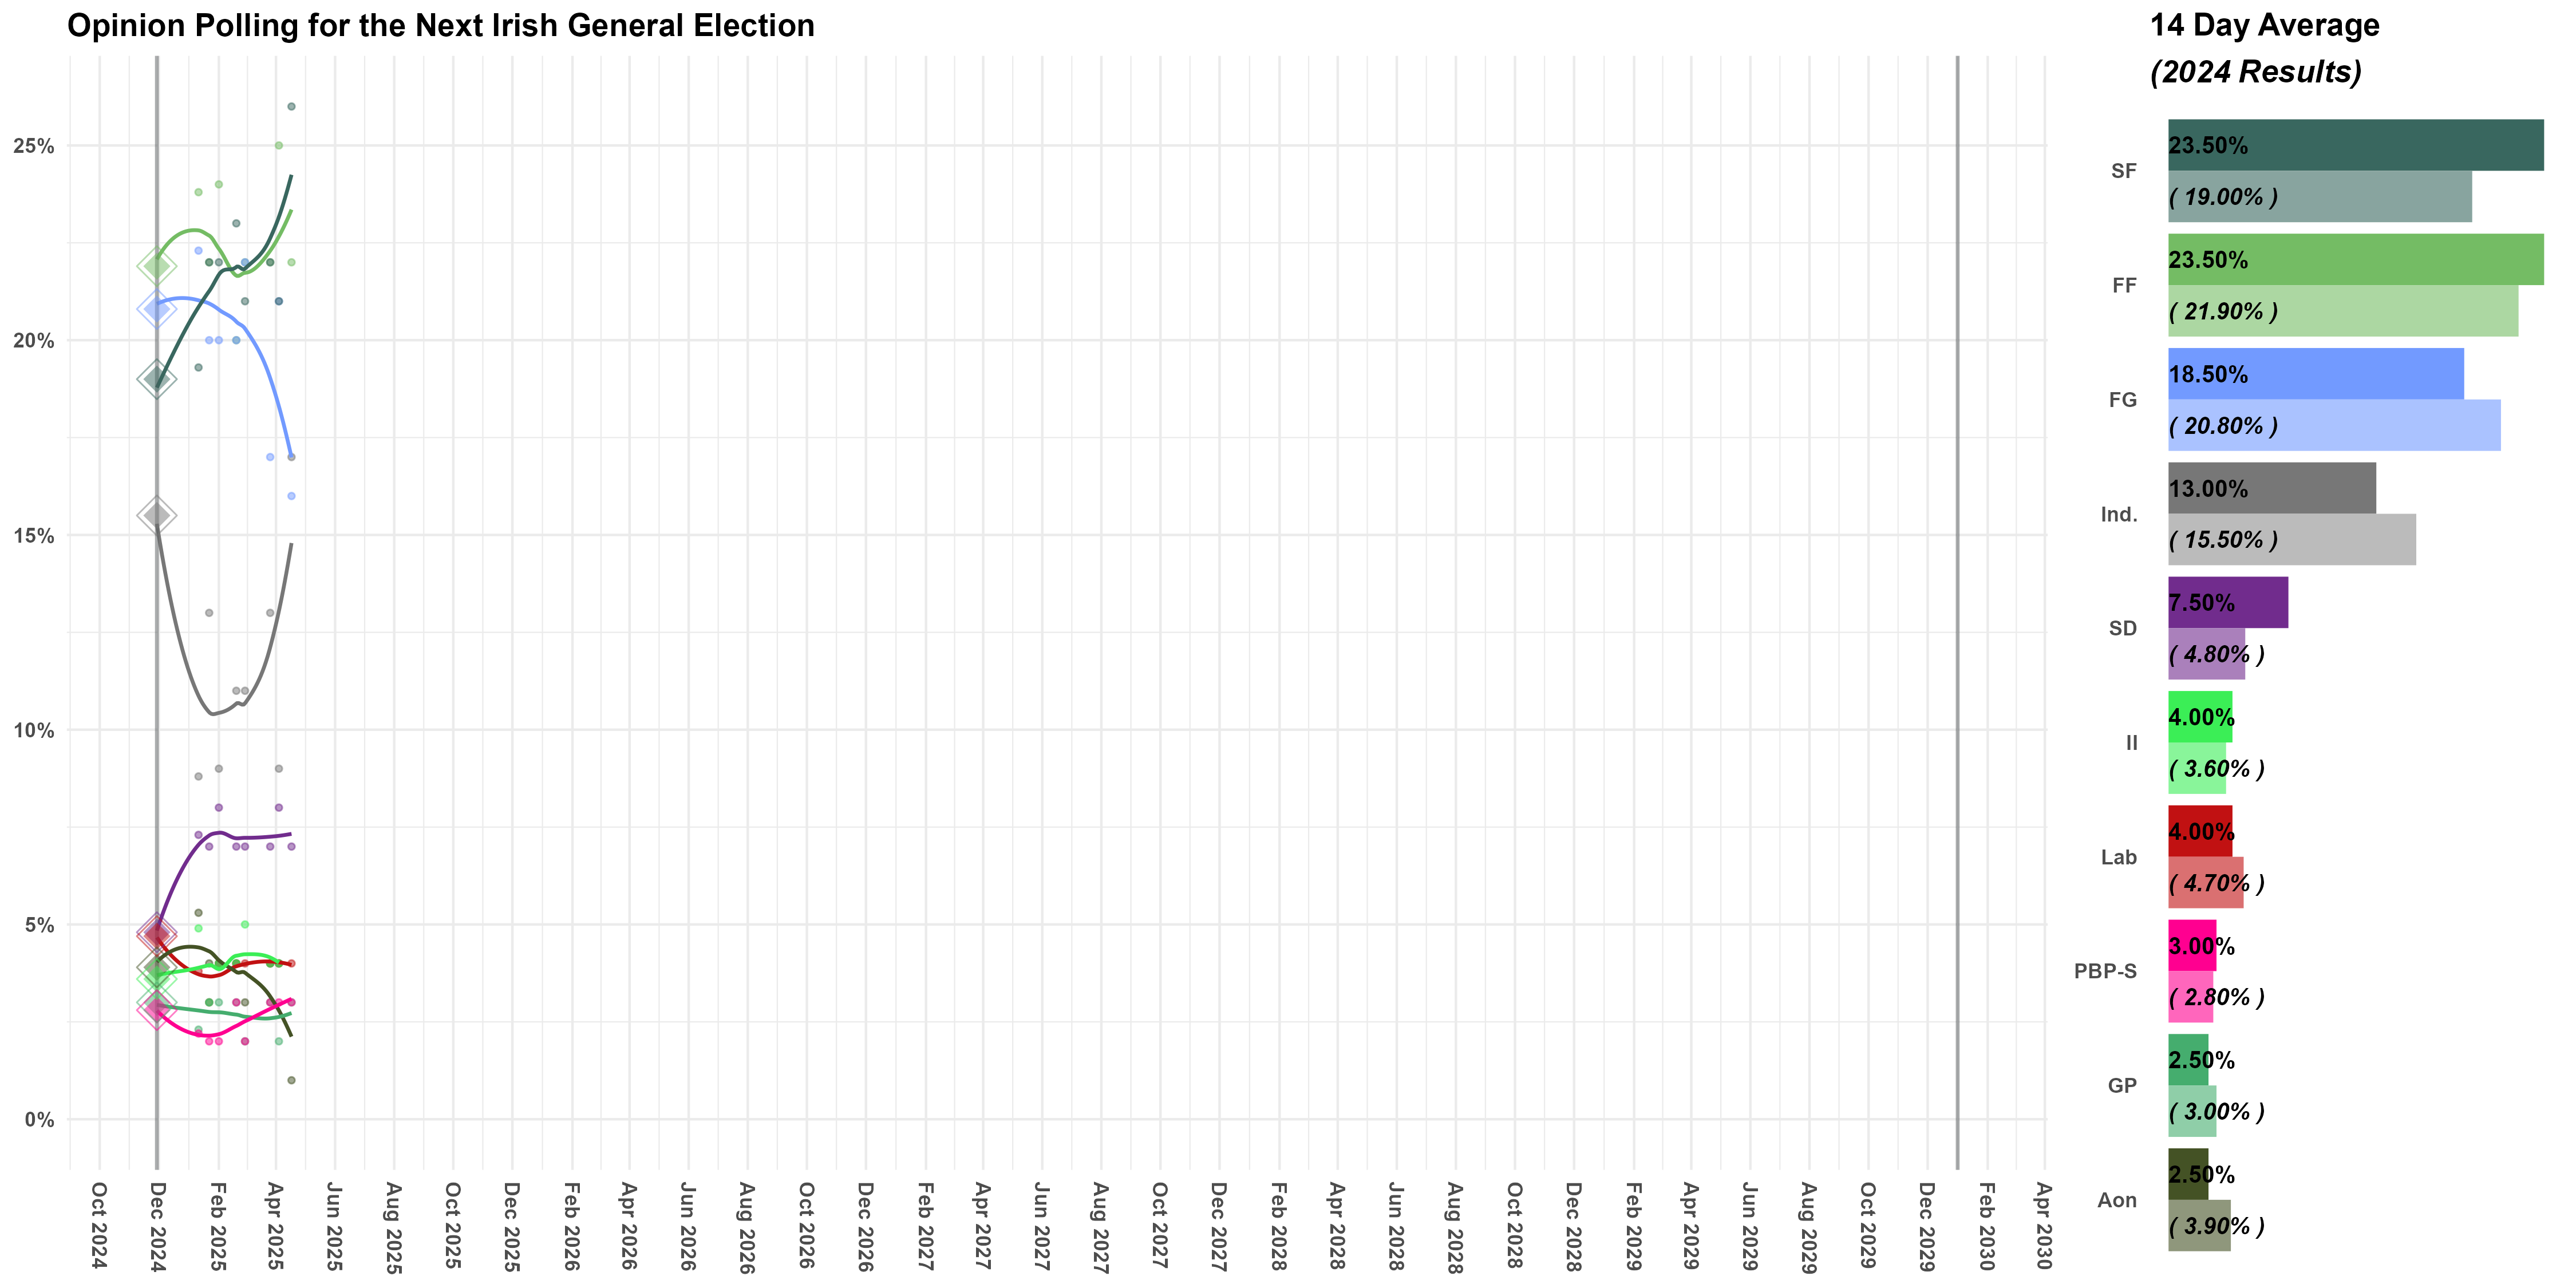 Opinion Polling for the Next Irish General Election
25%
20%
15%
10%
5%
0%
Oct 2024
Dec 2024
Feb 2025
Apr 2025
Jun 2025
Aug 2025
Oct 2025
Dec 2025
Feb 2026
Apr 2026
Jun 2026
Aug 2026
Oct 2026
Dec 2026
Feb 2027
Apr 2027
Jun 2027
Aug 2027
Oct 2027
Dec 2027
Feb 2028
Apr 2028
Jun 2028
Aug 2028
Oct 2028
Dec 2028
Feb 2029
Apr 2029
Jun 2029
Aug 2029
Oct 2029
Dec 2029
Feb 2030
Apr 2030
14 Day Average
(2024 Results)
SF
23.50%
( 19.00% )
FF
23.50%
( 21.90% )
FG
18.50%
( 20.80% )
Ind.
13.00%
( 15.50% )
SD
7.50%
( 4.80% )
II
4.00%
( 3.60% )
Lab
4.00%
( 4.70% )
PBP-S
3.00%
( 2.80% )
GP
2.50%
( 3.00% )
Aon
2.50%
( 3.90% )